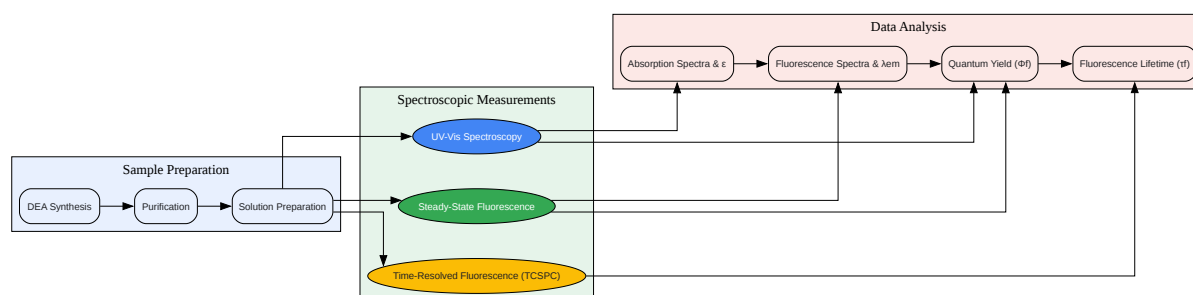 Data Analysis
Absorption Spectra & ε
Fluorescence Spectra & λem
Quantum Yield (Φf)
Fluorescence Lifetime (τf)
Spectroscopic Measurements
UV-Vis Spectroscopy
Sample Preparation
DEA Synthesis
Purification
Solution Preparation
Steady-State Fluorescence
Time-Resolved Fluorescence (TCSPC)